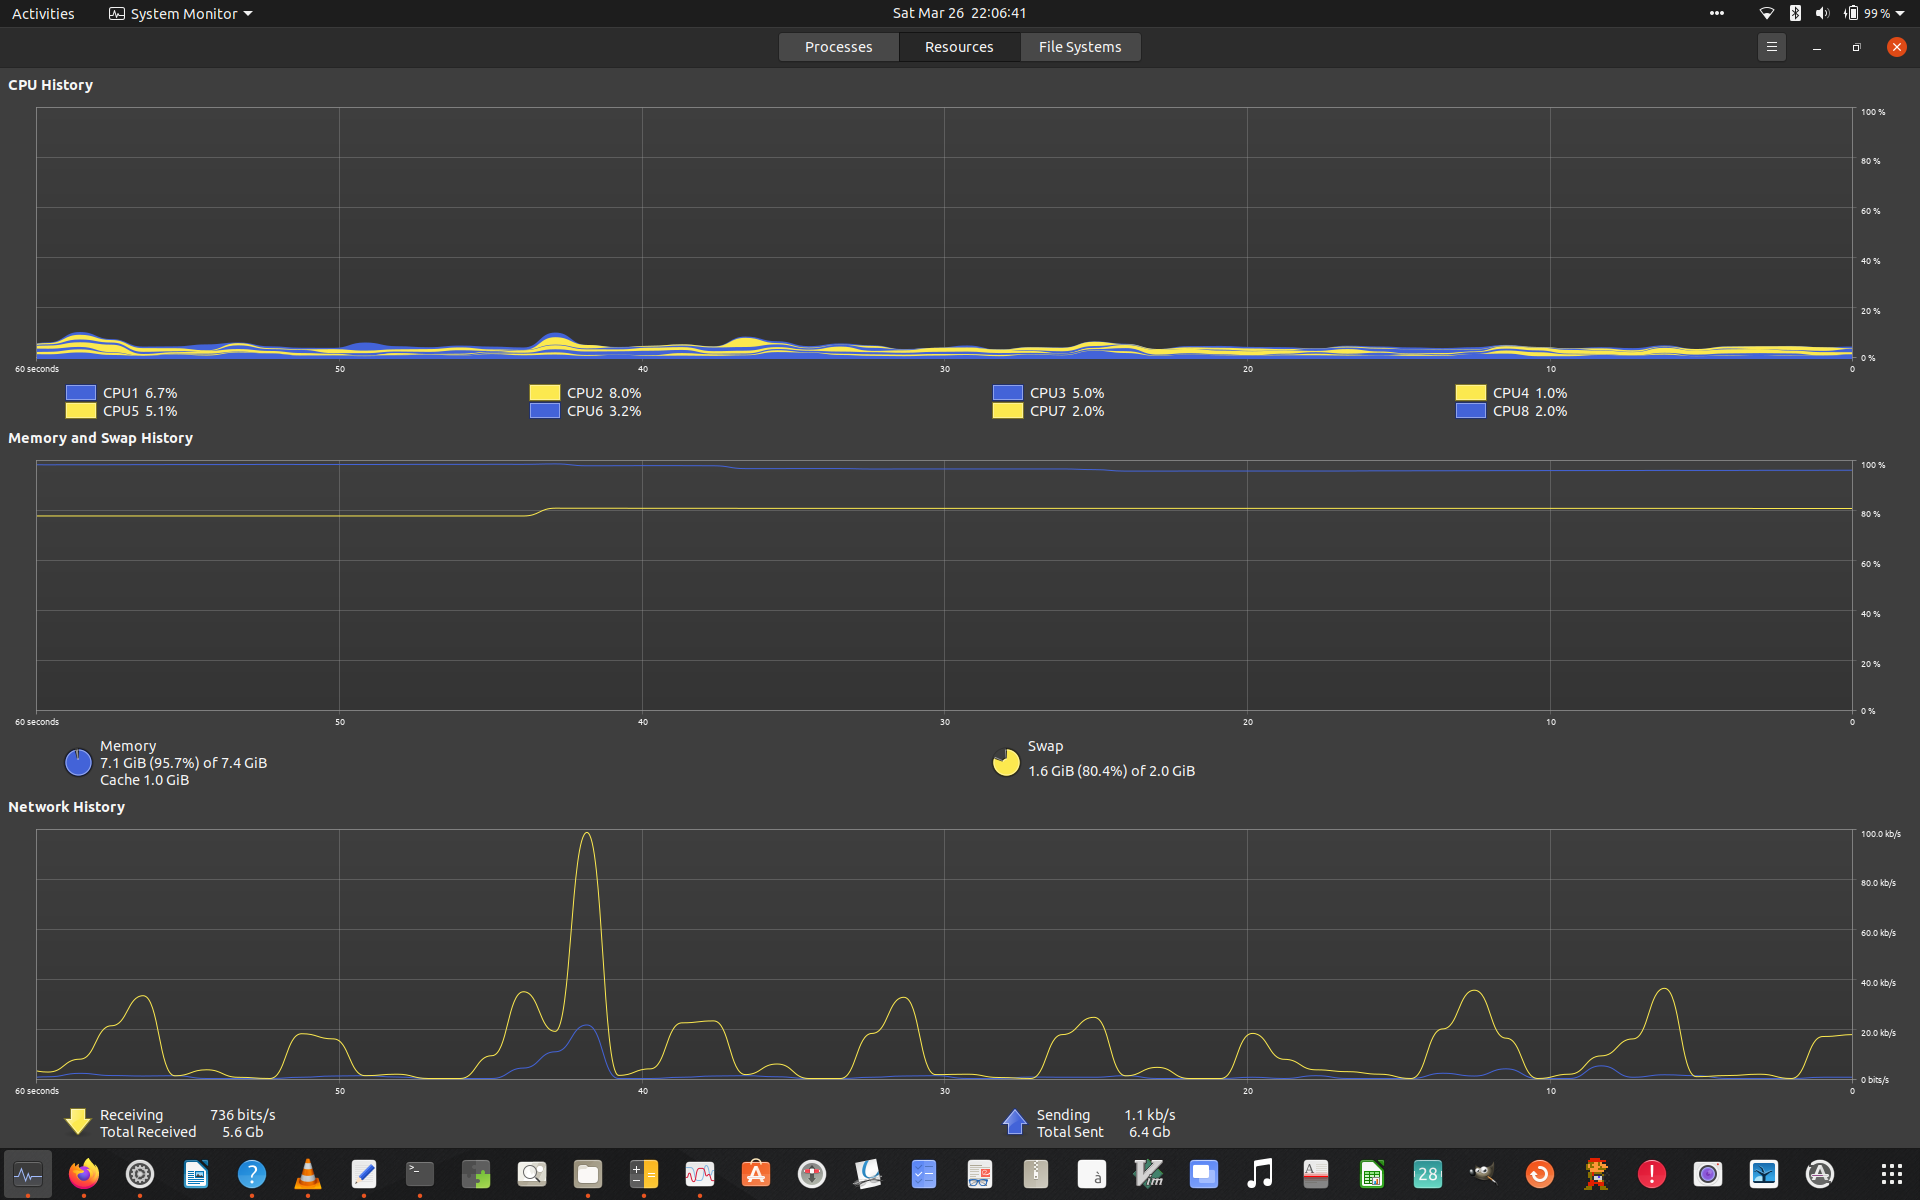 Activities System Monitor Sat Mar 26 22:06:41 99 %
Processes Resources File Systems
CPU History
100 %
80 %
60 %
40 %
20 %
0 %
60 seconds 50 40 30 20 10 0
CPU1 6.7% CPU2 8.0% CPU3 5.0% CPU4 1.0%
CPU5 5.1% CPU6 3.2% CPU7 2.0% CPU8 2.0%
Memory and Swap History
100 %
80 %
60 %
40 %
20 %
0 %
60 seconds 50 40 30 20 10 0
Memory
7.1 GiB (95.7%) of 7.4 GiB
Cache 1.0 GiB
Swap
1.6 GiB (80.4%) of 2.0 GiB
Network History
100.0 kb/s
80.0 kb/s
60.0 kb/s
40.0 kb/s
20.0 kb/s
0 bits/s
60 seconds 50 40 30 20 10 0
Receiving 736 bits/s
Total Received 5.6 Gb
Sending 1.1 kb/s
Total Sent 6.4 Gb
? >_ à Vim A 28 !